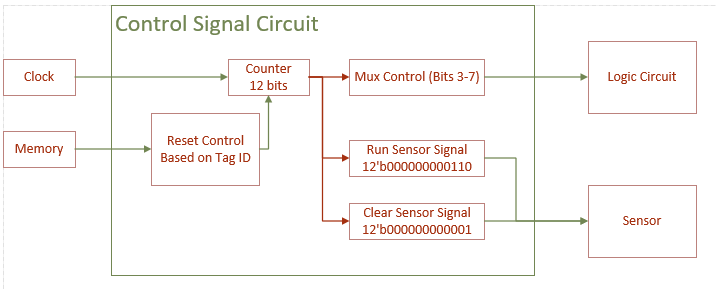 Control Signal Circuit
Clock
Counter
12 bits
Mux Control (Bits 3-7)
Logic Circuit
Memory
Reset Control
Based on Tag ID
Run Sensor Signal
12'b000000000110
Clear Sensor Signal
12'b000000000001
Sensor